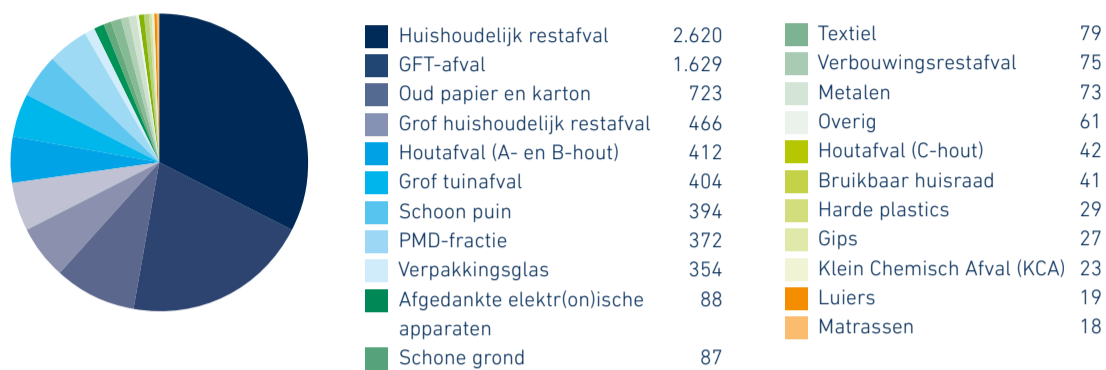 Huishoudelijk restafval 2.620
GFT-afval 1.629
Oud papier en karton 723
Grof huishoudelijk restafval 466
Houtafval (A- en B-hout) 412
Grof tuinafval 404
Schoon puin 394
PMD-fractie 372
Verpakkingsglas 354
Afgedankte elektr(on)ische 88
apparaten
Schone grond 87
Textiel 79
Verbouwingsrestafval 75
Metalen 73
Overig 61
Houtafval (C-hout) 42
Bruikbaar huisraad 41
Harde plastics 29
Gips 27
Klein Chemisch Afval (KCA) 23
Luiers 19
Matrassen 18